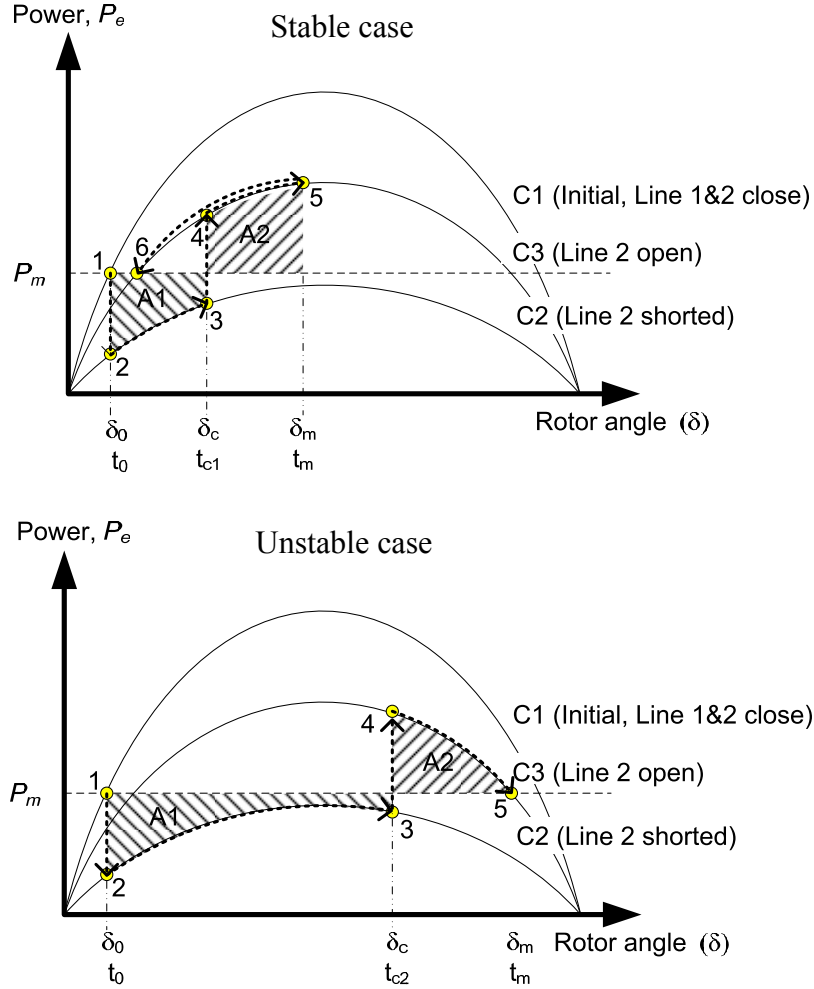 Power, Pe
Stable case
C1 (Initial, Line 1&2 close)
5
4
A2
6
1
C3 (Line 2 open)
Pm
A1
3
C2 (Line 2 shorted)
2
Rotor angle (δ)
δ0 δc δm
t0 tc1 tm
Power, Pe
Unstable case
C1 (Initial, Line 1&2 close)
4
A2
C3 (Line 2 open)
1
Pm
5
A1
3
C2 (Line 2 shorted)
2
δ0 δc δm Rotor angle (δ)
t0 tc2 tm